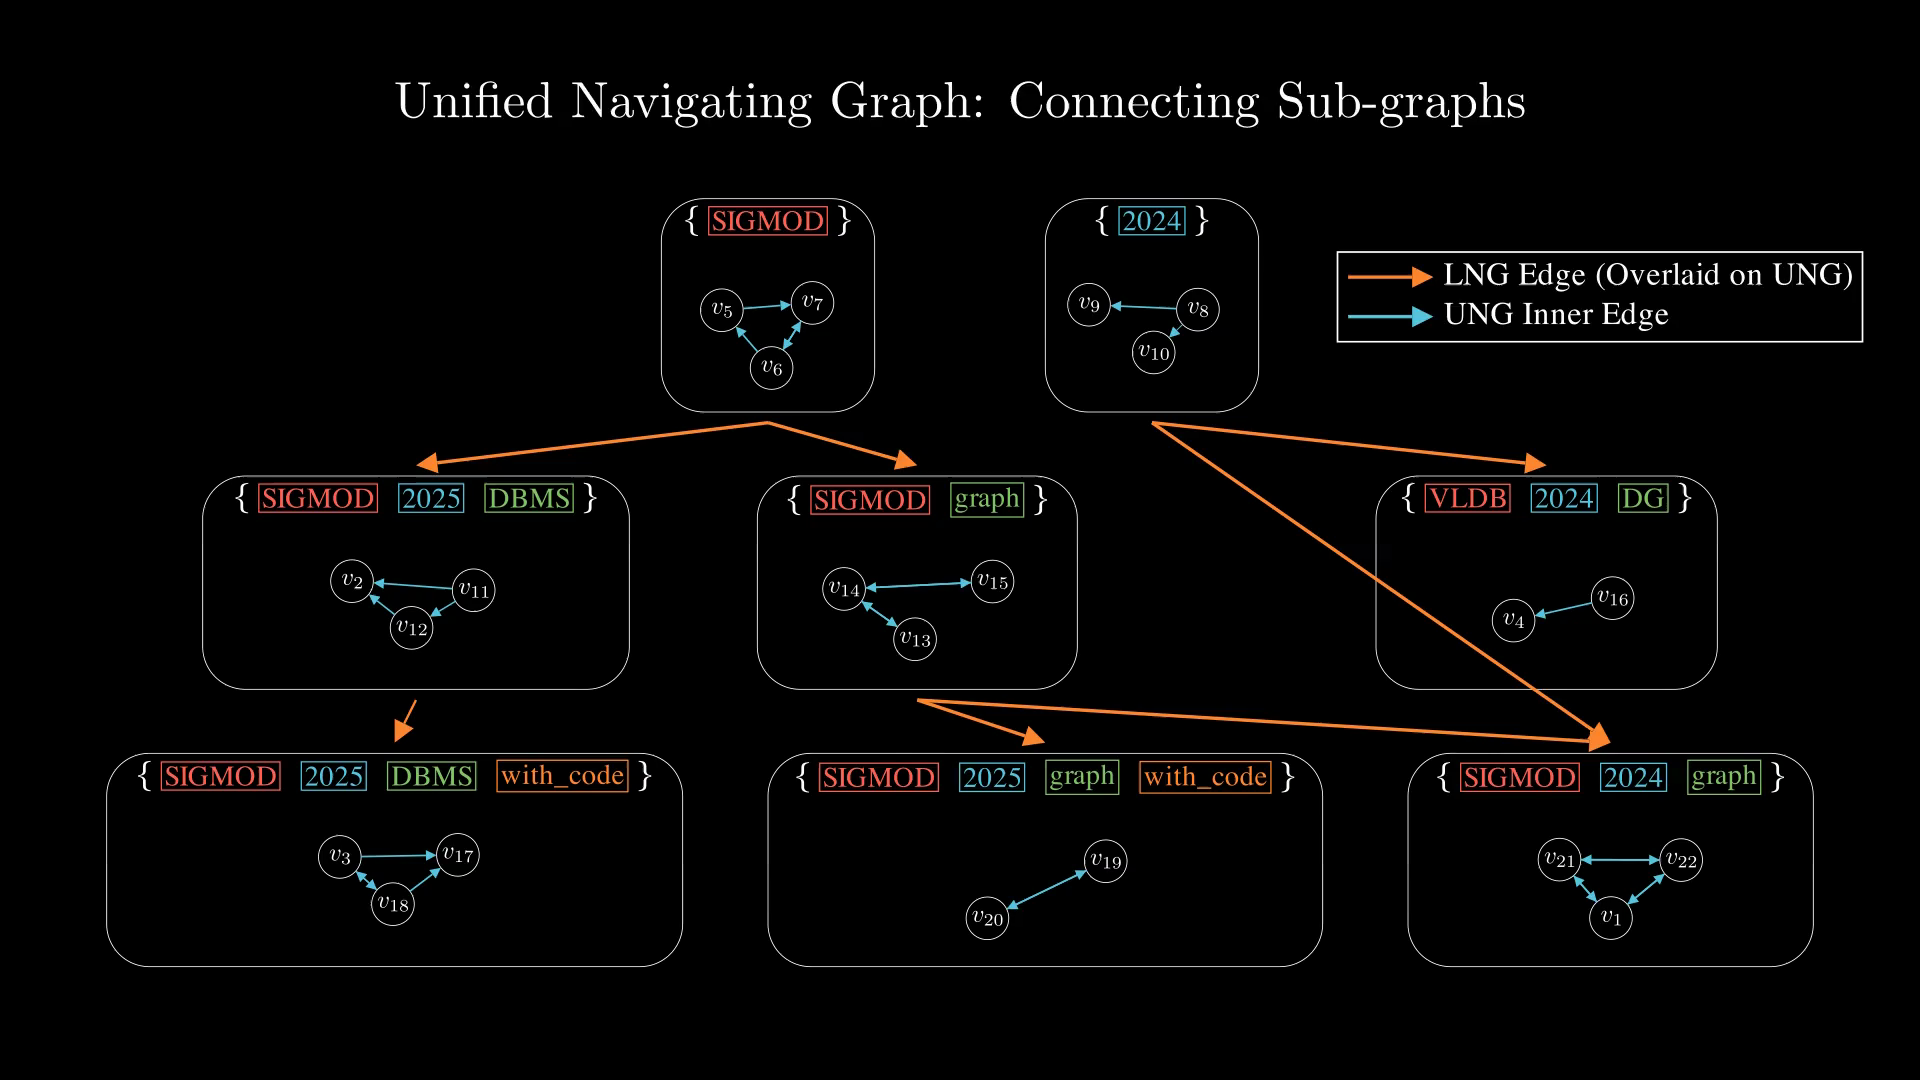 Unified Navigating Graph: Connecting Sub-graphs
{ SIGMOD }
{ 2024 }
LNG Edge (Overlaid on UNG)
UNG Inner Edge
v5 v7
v6
v9 v8
v10
{ SIGMOD 2025 DBMS }
{ SIGMOD graph }
{ VLDB 2024 DG }
v2 v11
v12
v14 v15
v13
v16
v4
{ SIGMOD 2025 DBMS with_code }
{ SIGMOD 2025 graph with_code }
{ SIGMOD 2024 graph }
v3 v17
v18
v19
v20
v21 v22
v1